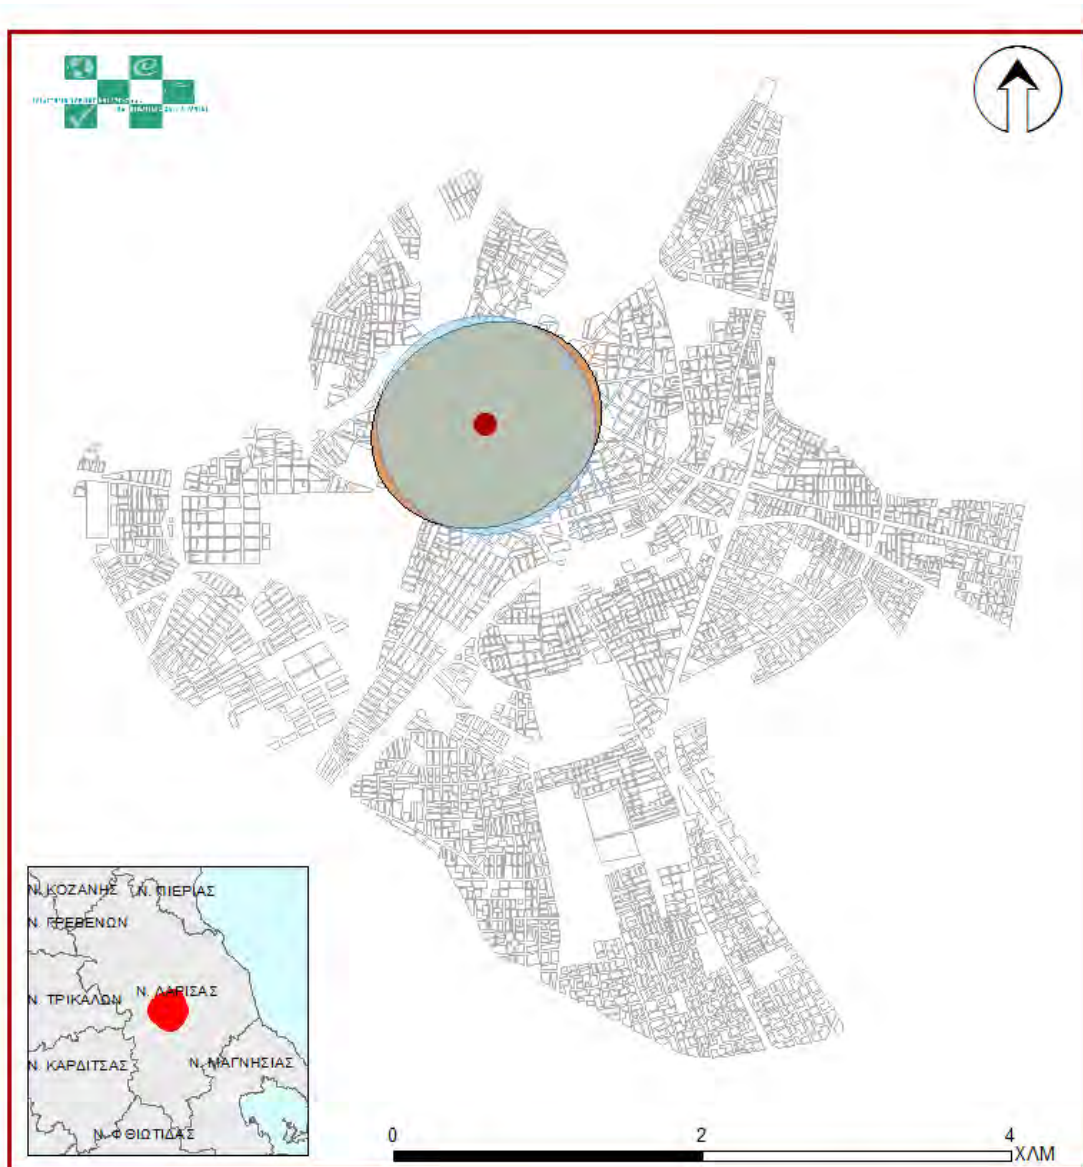 Ν. ΚΟΖΑΝΗΣ
Ν. ΠΙΕΡΙΑΣ
Ν. ΓΡΕΒΕΝΩΝ
Ν. ΛΑΡΙΣΑΣ
Ν. ΤΡΙΚΑΛΩΝ
Ν. ΚΑΡΔΙΤΣΑΣ
Ν. ΜΑΓΝΗΣΙΑΣ
Ν. ΦΘΙΩΤΙΔΑΣ
0 2 4
ΧΛΜ